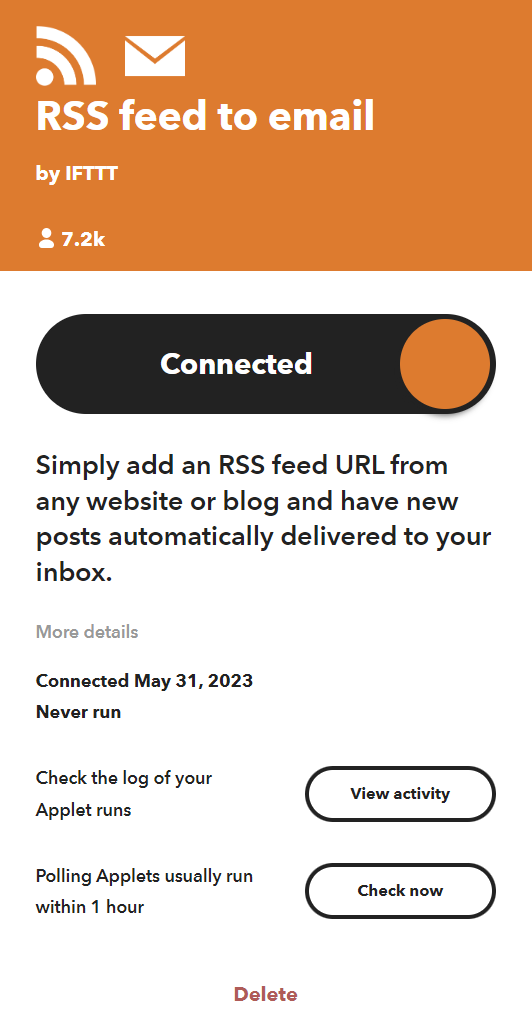 RSS feed to email
by IFTTT
7.2k
Connected
Simply add an RSS feed URL from
any website or blog and have new
posts automatically delivered to your
inbox.
More details
Connected May 31, 2023
Never run
Check the log of your
Applet runs
View activity
Polling Applets usually run
within 1 hour
Check now
Delete